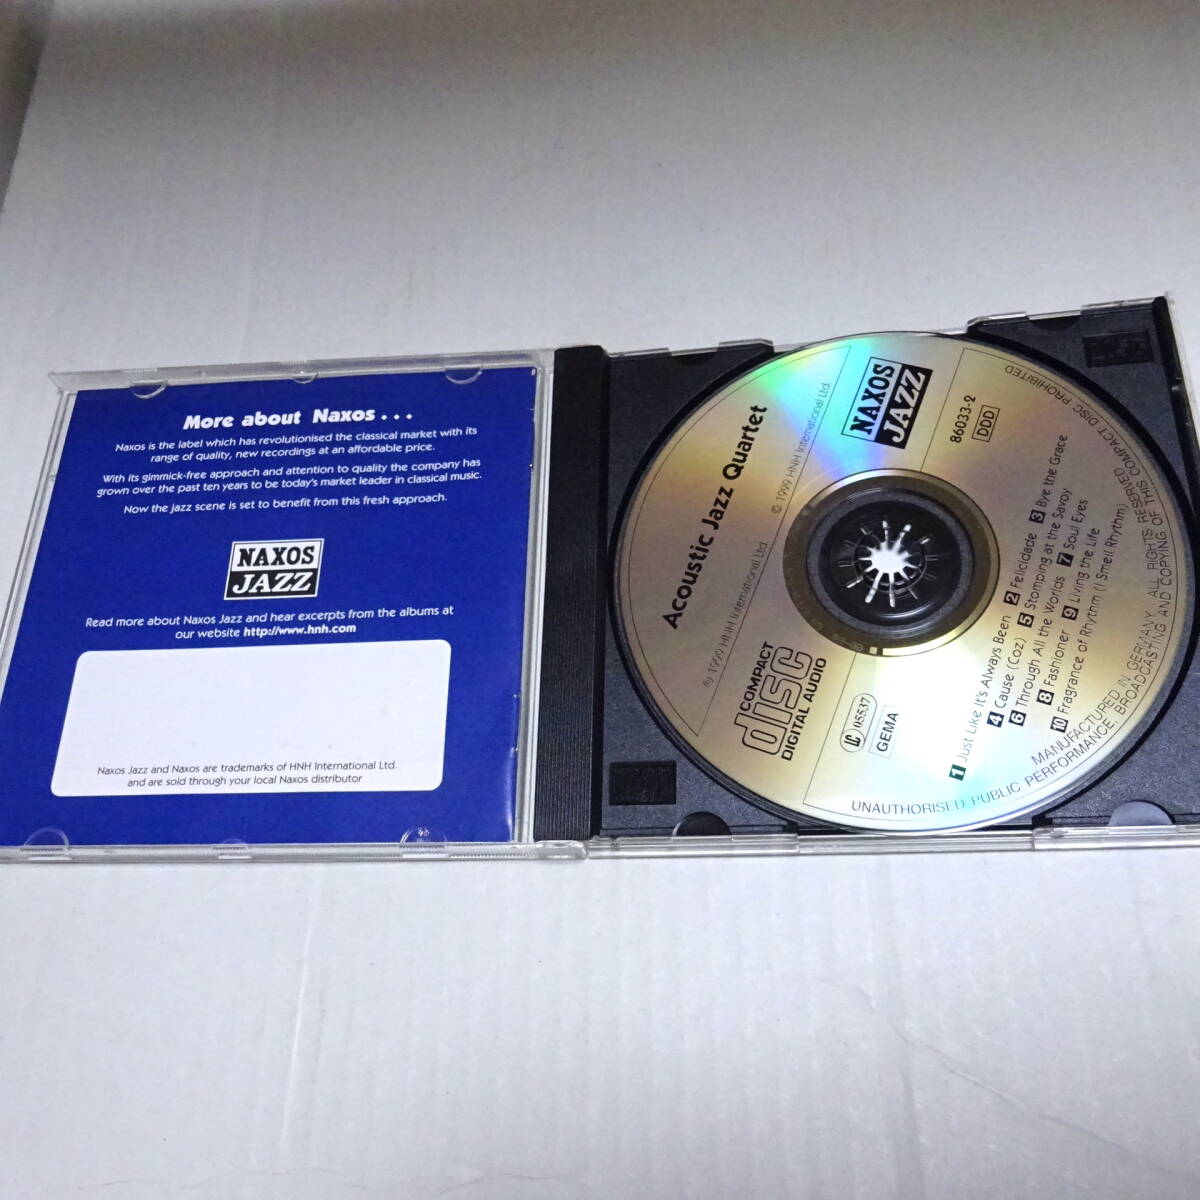 More about Naxos . . .
Naxos is the label which has revolutionised the classical market with its
range of quality, new recordings at an affordable price.
With its gimmick-free approach and attention to quality the company has
grown over the past ten years to be today's market leader in classical music.
Now the jazz scene is set to benefit from this fresh approach.
NAXOS
JAZZ
Read more about Naxos Jazz and hear excerpts from the albums at
our website http://www.hnh.com
Naxos Jazz and Naxos are trademarks of HNH International Ltd.
and are sold through your local Naxos distributor
Acoustic Jazz Quartet
℗ 1999 HNH International Ltd.
© 1999 HNH International Ltd.
NAXOS
JAZZ
86033-2
DDD
COMPACT
disc
DIGITAL AUDIO
LC 05537
GEMA
1 Just Like It's Always Been 2 Felicidade 3 Bye the Grace
4 Cause (Coz) 5 Stomping at the Savoy
6 Through All the Worlds 7 Soul Eyes
8 Fashioner 9 Living the Life
10 Fragrance of Rhythm (I Smell Rhythm)
MANUFACTURED IN GERMANY. ALL RIGHTS RESERVED
UNAUTHORISED PUBLIC PERFORMANCE, BROADCASTING AND COPYING OF THIS COMPACT DISC PROHIBITED